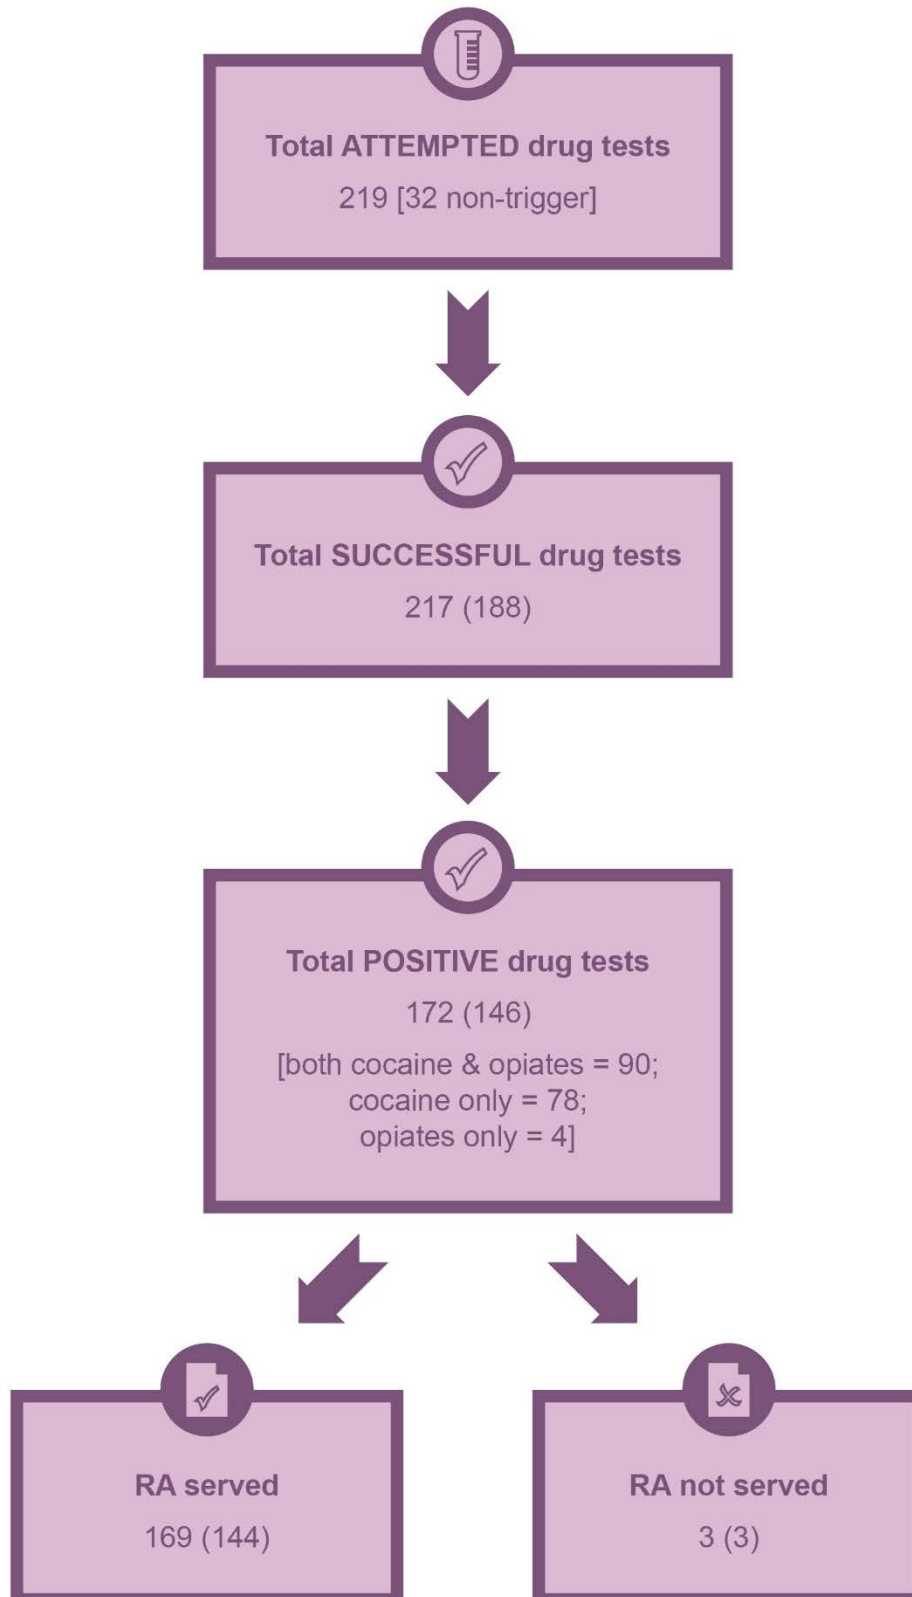 Total ATTEMPTED drug tests
219 [32 non-trigger]
Total SUCCESSFUL drug tests
217 (188)
Total POSITIVE drug tests
172 (146)
[both cocaine & opiates = 90;
cocaine only = 78;
opiates only = 4]
RA served
169 (144)
RA not served
3 (3)